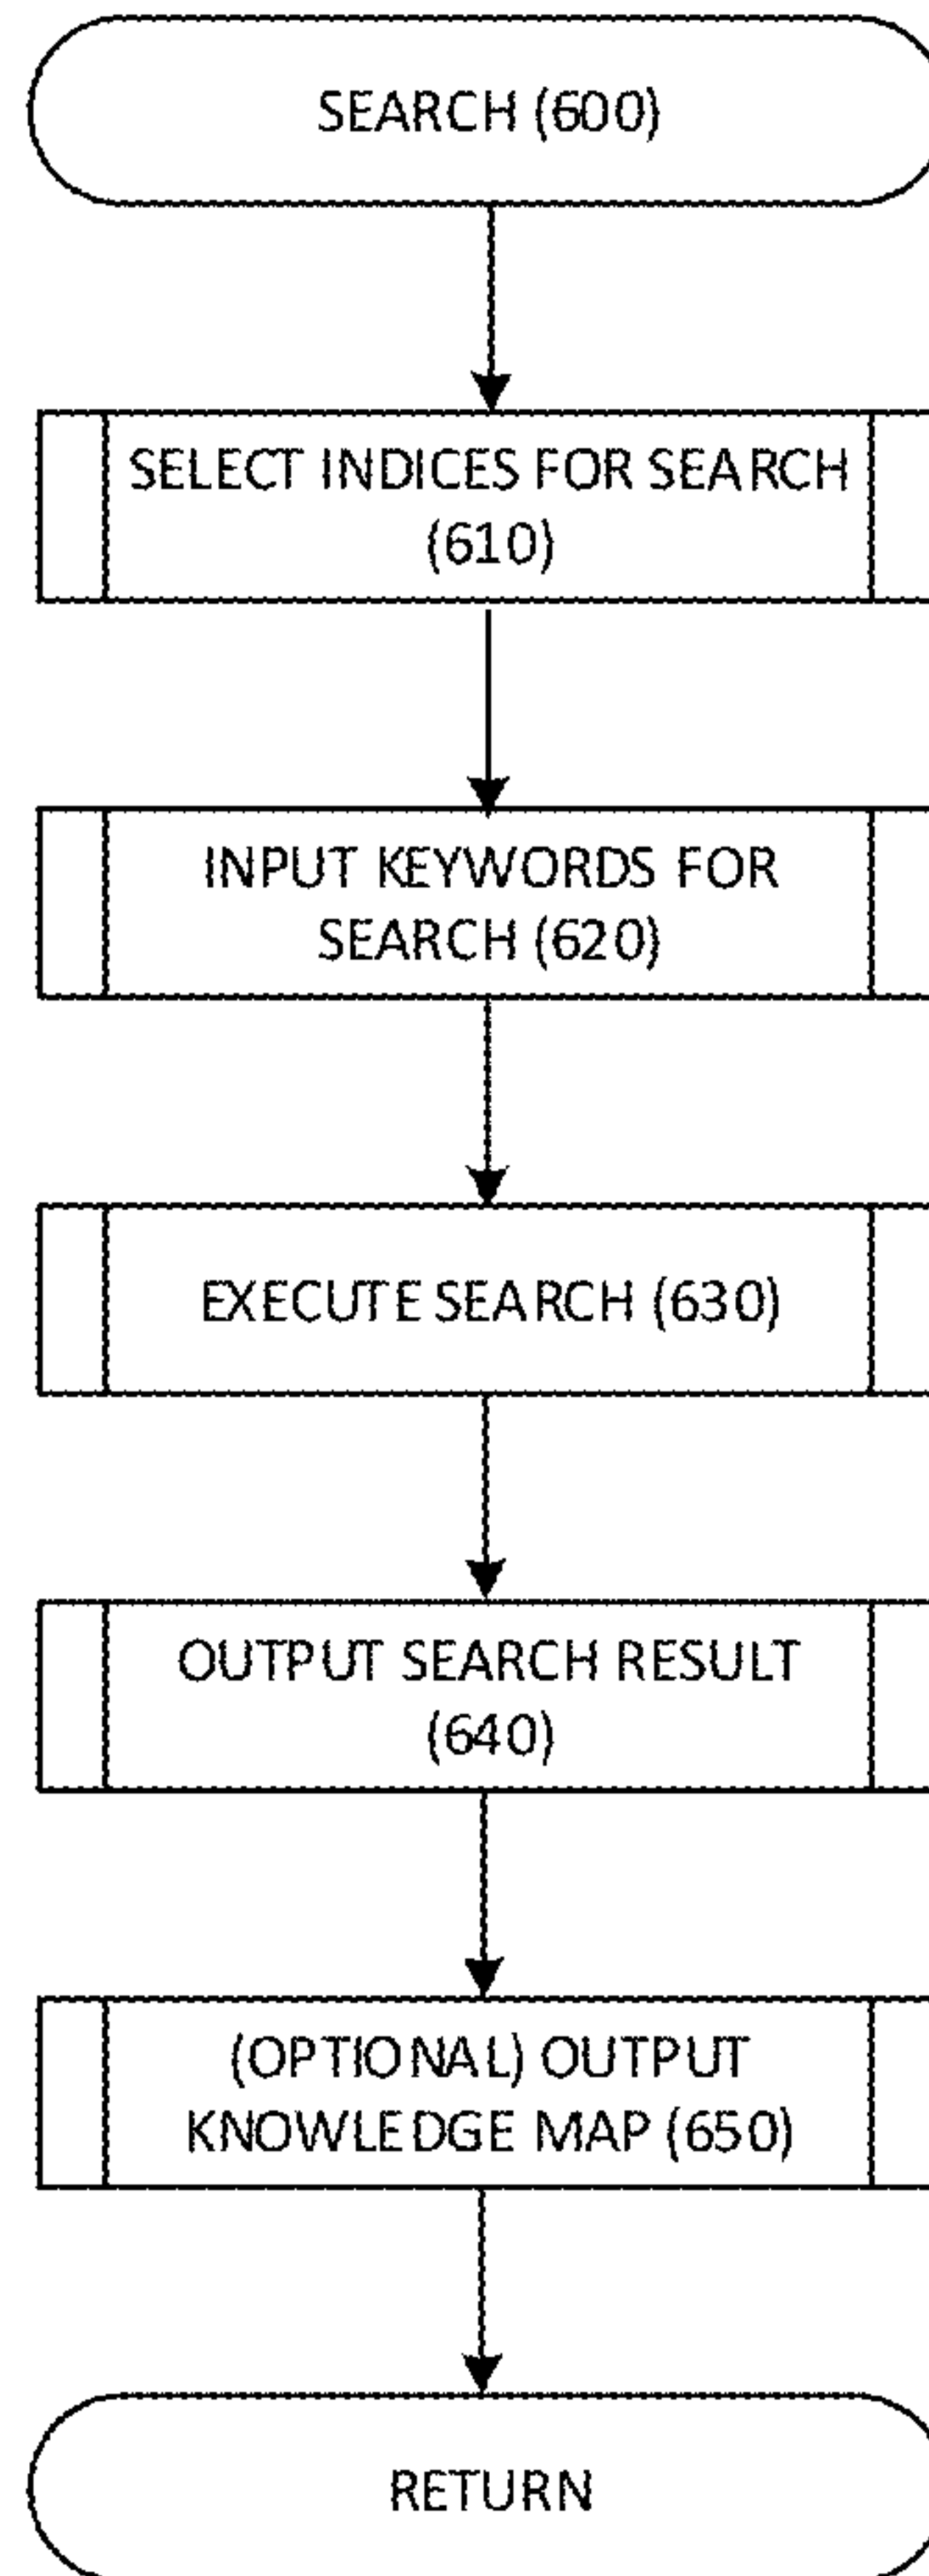 SEARCH (600)
SELECT INDICES FOR SEARCH
(610)
INPUT KEYWORDS FOR
SEARCH (620)
EXECUTE SEARCH (630)
OUTPUT SEARCH RESULT
(640)
(OPTIONAL) OUTPUT
KNOWLEDGE MAP (650)
RETURN